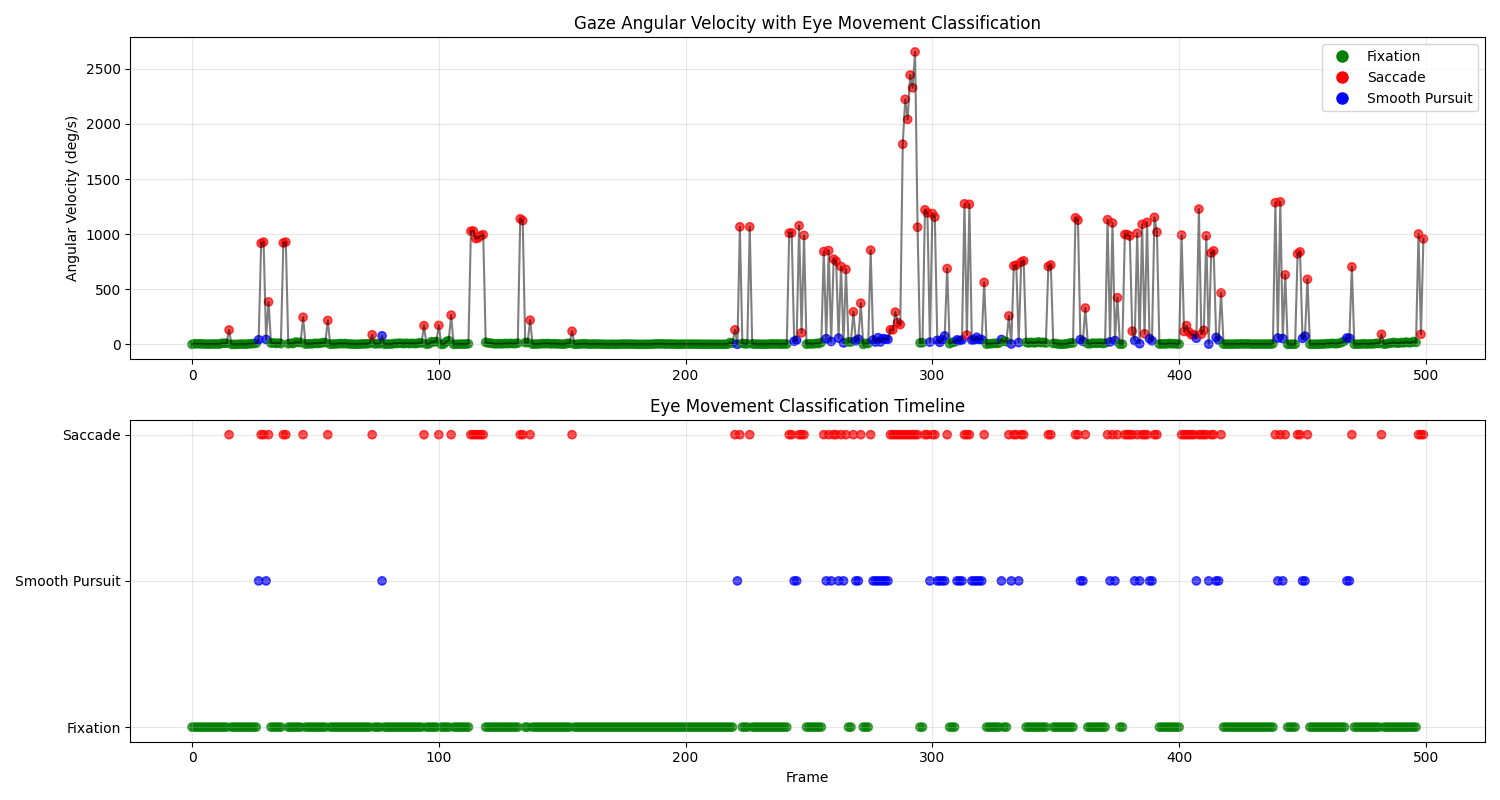 Gaze Angular Velocity with Eye Movement Classification
Angular Velocity (deg/s)
2500
2000
1500
1000
500
0
Fixation
Saccade
Smooth Pursuit
0 100 200 300 400 500
Eye Movement Classification Timeline
Saccade
Smooth Pursuit
Fixation
0 100 200 300 400 500
Frame